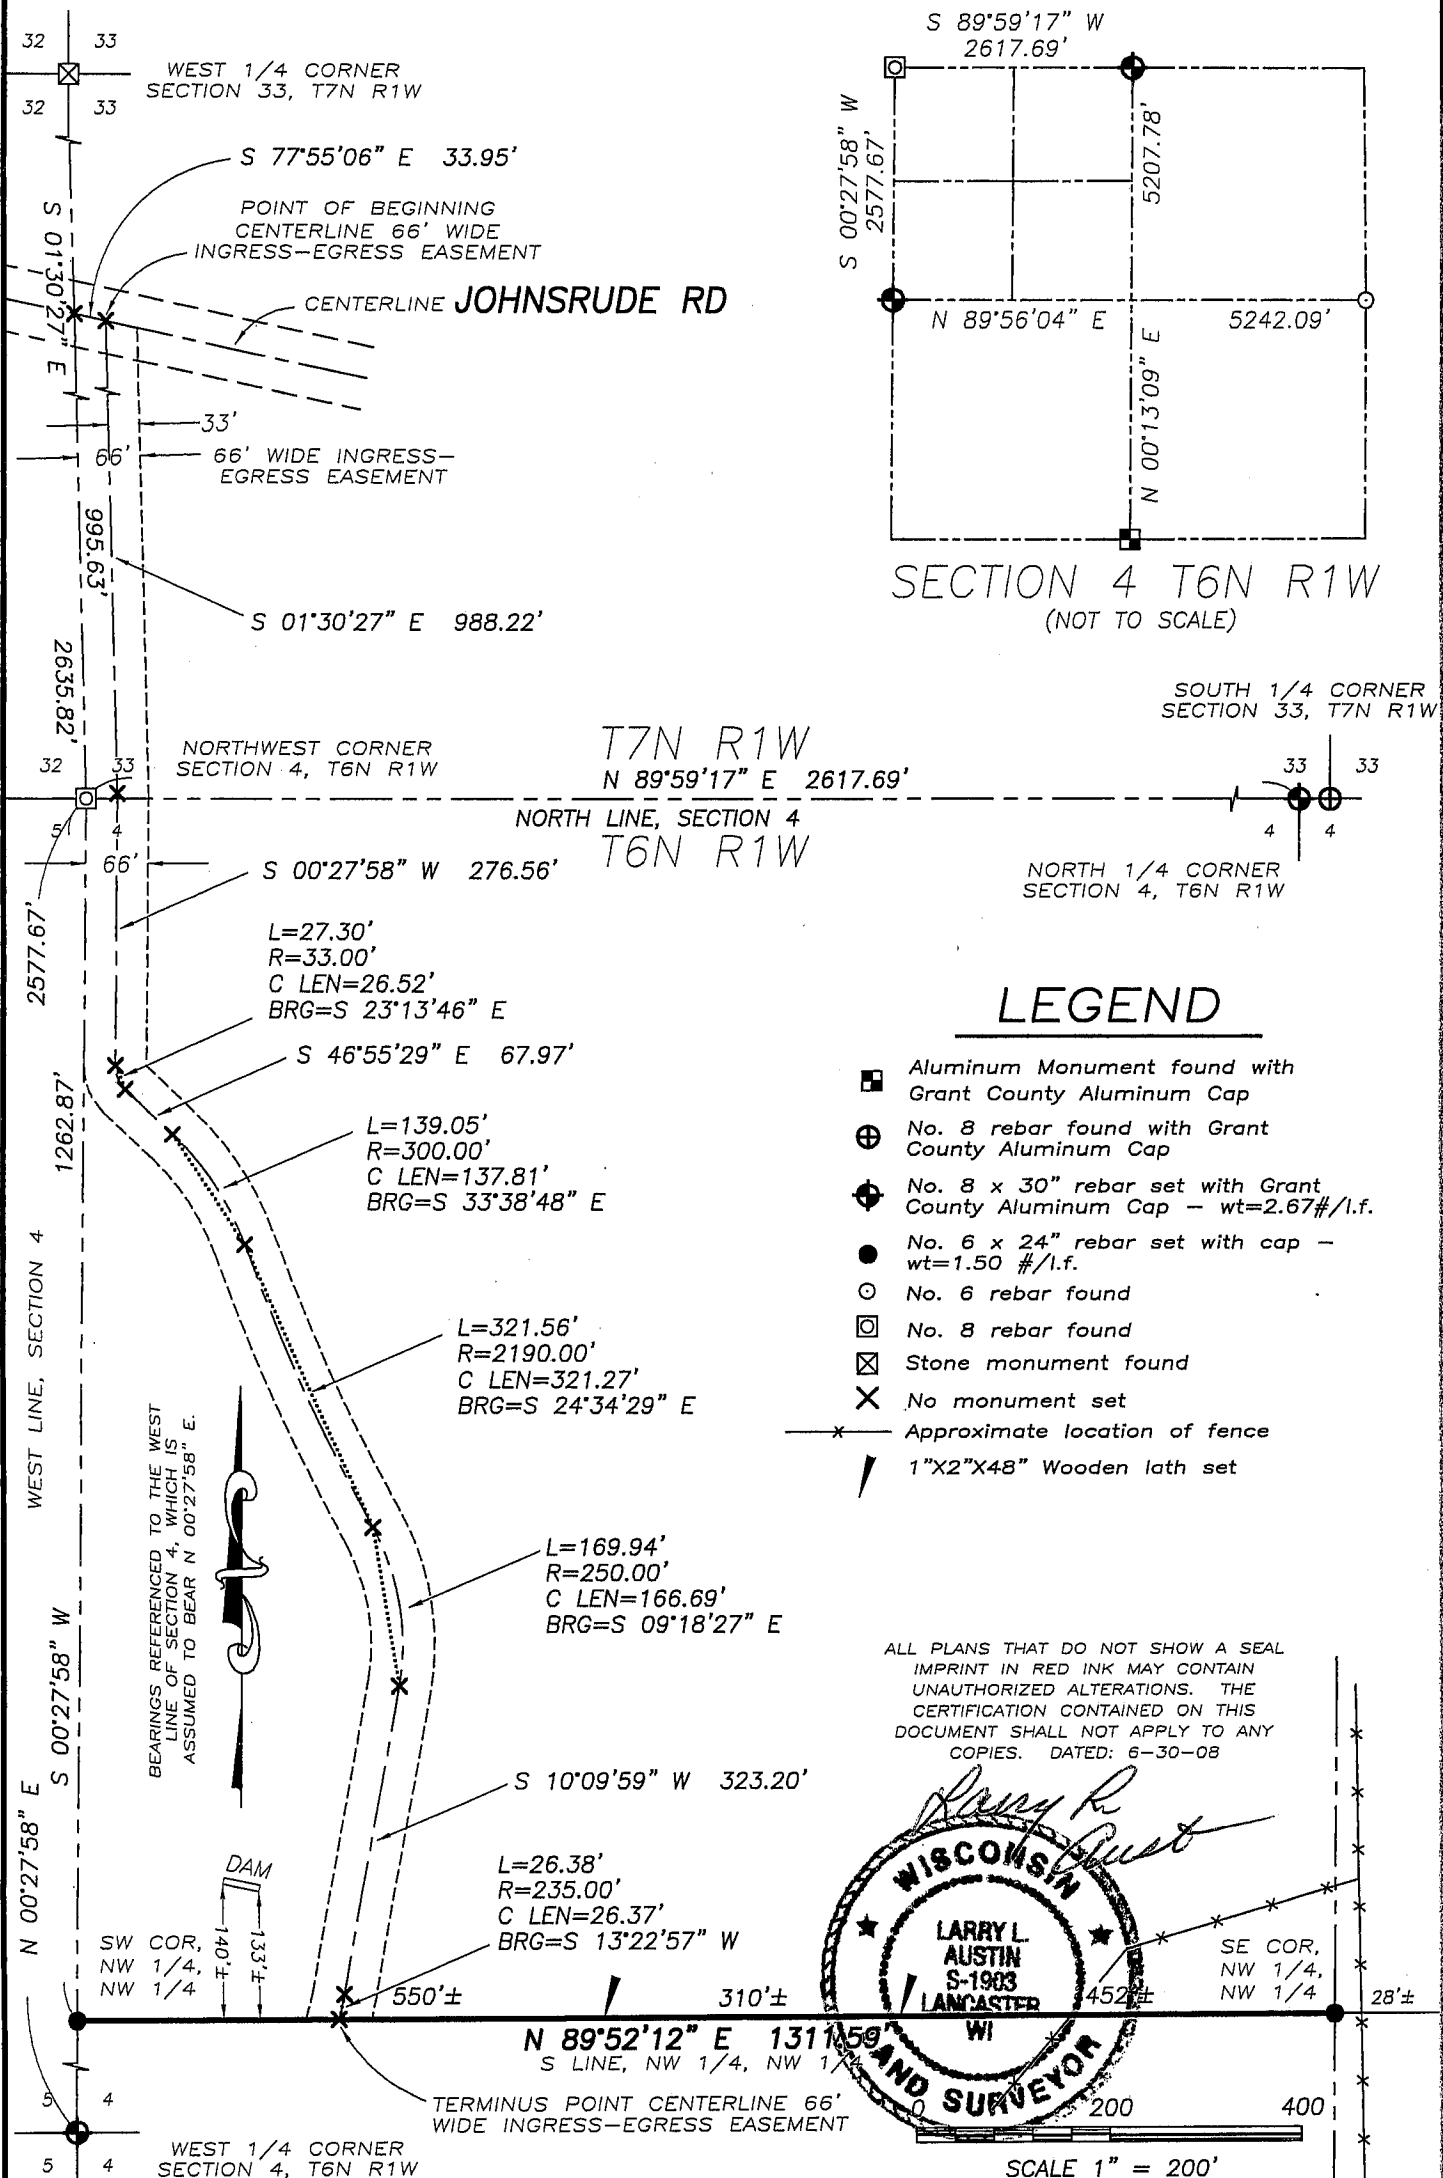 32 33
WEST 1/4 CORNER
SECTION 33, T7N R1W
32 33
S 77°55'06" E 33.95'
POINT OF BEGINNING
CENTERLINE 66' WIDE
INGRESS-EGRESS EASEMENT
S 01°30'27" E
CENTERLINE JOHNSRUDE RD
33'
66'
66' WIDE INGRESS-
EGRESS EASEMENT
995.63'
S 01°30'27" E 988.22'
2635.82'
S 89°59'17" W
2617.69'
S 00°27'58" W
2577.67'
5207.78'
N 89°56'04" E 5242.09'
N 00°13'09" E
SECTION 4 T6N R1W
(NOT TO SCALE)
SOUTH 1/4 CORNER
SECTION 33, T7N R1W
NORTHWEST CORNER
SECTION 4, T6N R1W
32 33
T7N R1W
N 89°59'17" E 2617.69'
NORTH LINE, SECTION 4
T6N R1W
33 33
5 4
4 4
NORTH 1/4 CORNER
SECTION 4, T6N R1W
66'
S 00°27'58" W 276.56'
2577.67'
L=27.30'
R=33.00'
C LEN=26.52'
BRG=S 23°13'46" E
S 46°55'29" E 67.97'
1262.87'
L=139.05'
R=300.00'
C LEN=137.81'
BRG=S 33°38'48" E
WEST LINE, SECTION 4
L=321.56'
R=2190.00'
C LEN=321.27'
BRG=S 24°34'29" E
LEGEND
Aluminum Monument found with
Grant County Aluminum Cap
No. 8 rebar found with Grant
County Aluminum Cap
No. 8 x 30" rebar set with Grant
County Aluminum Cap - wt=2.67#/l.f.
No. 6 x 24" rebar set with cap -
wt=1.50 #/l.f.
No. 6 rebar found
No. 8 rebar found
Stone monument found
No monument set
Approximate location of fence
1"X2"X48" Wooden lath set
BEARINGS REFERENCED TO THE WEST
LINE OF SECTION 4, WHICH IS
ASSUMED TO BEAR N 00°27'58" E.
L=169.94'
R=250.00'
C LEN=166.69'
BRG=S 09°18'27" E
S 00°27'58" W
N 00°27'58" E
ALL PLANS THAT DO NOT SHOW A SEAL
IMPRINT IN RED INK MAY CONTAIN
UNAUTHORIZED ALTERATIONS. THE
CERTIFICATION CONTAINED ON THIS
DOCUMENT SHALL NOT APPLY TO ANY
COPIES. DATED: 6-30-08
S 10°09'59" W 323.20'
DAM
140'±
133'±
L=26.38'
R=235.00'
C LEN=26.37'
BRG=S 13°22'57" W
SW COR,
NW 1/4,
NW 1/4
WISCONSIN
LARRY L.
AUSTIN
S-1903
LANCASTER
WI
LAND SURVEYOR
SE COR,
NW 1/4,
NW 1/4
550'± 310'± 452'± 28'±
N 89°52'12" E 1311.59'
S LINE, NW 1/4, NW 1/4
TERMINUS POINT CENTERLINE 66'
WIDE INGRESS-EGRESS EASEMENT
5 4
WEST 1/4 CORNER
SECTION 4, T6N R1W
5 4
0 200 400
SCALE 1" = 200'